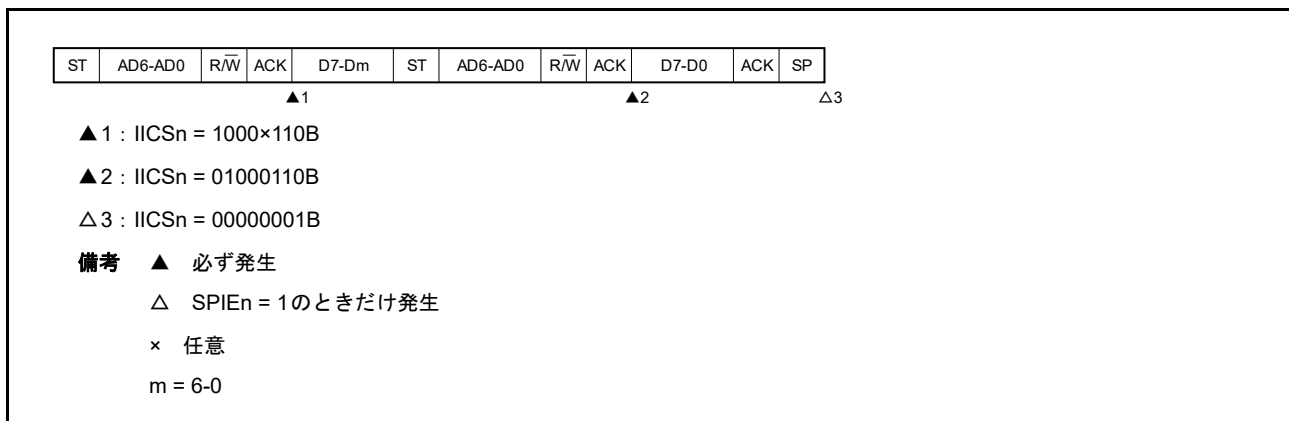 ST AD6-AD0 R/W̅ ACK D7-Dm ST AD6-AD0 R/W̅ ACK D7-D0 ACK SP
▲1 ▲2 △3
▲1：IICSn = 1000×110B
▲2：IICSn = 01000110B
△3：IICSn = 00000001B
備考 ▲ 必ず発生
△ SPIEn = 1のときだけ発生
× 任意
m = 6-0